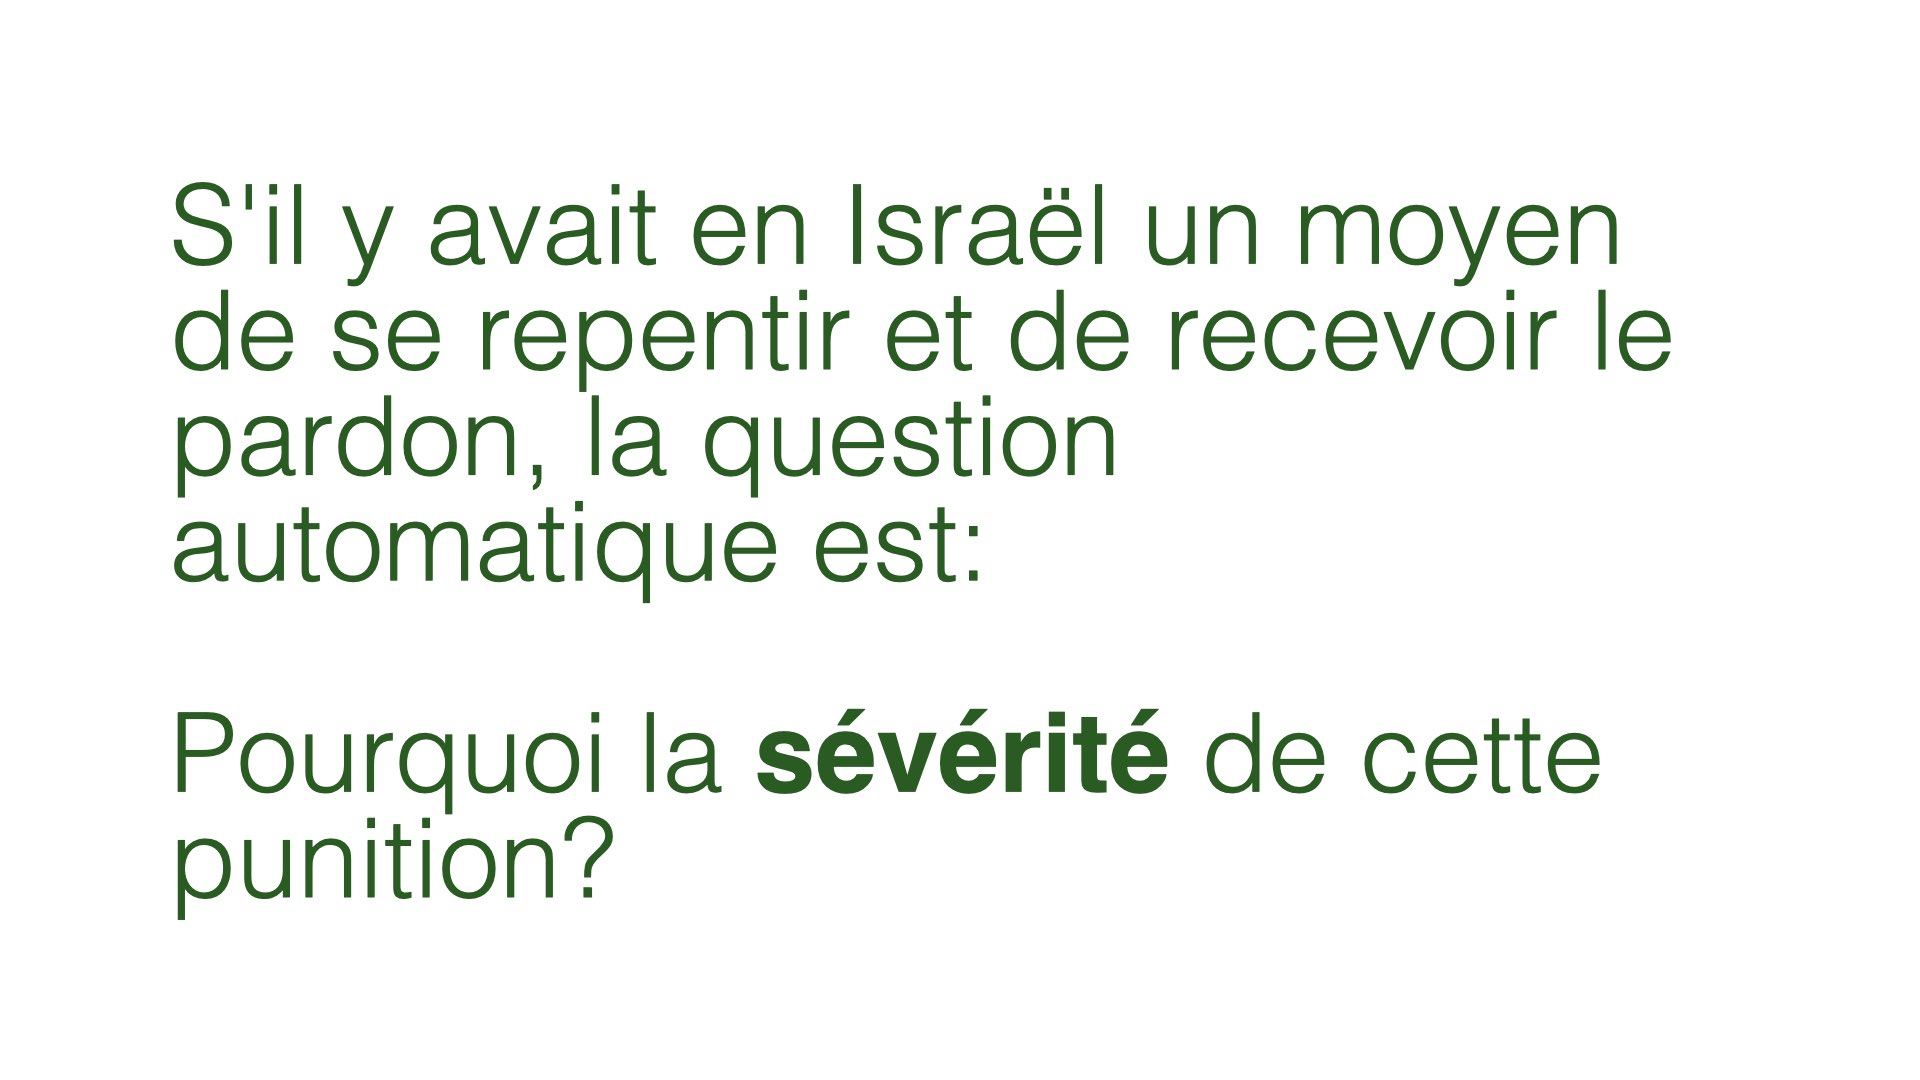 S'il y avait en Israël un moyen
de se repentir et de recevoir le
pardon, la question
automatique est:
Pourquoi la sévérité de cette
punition?